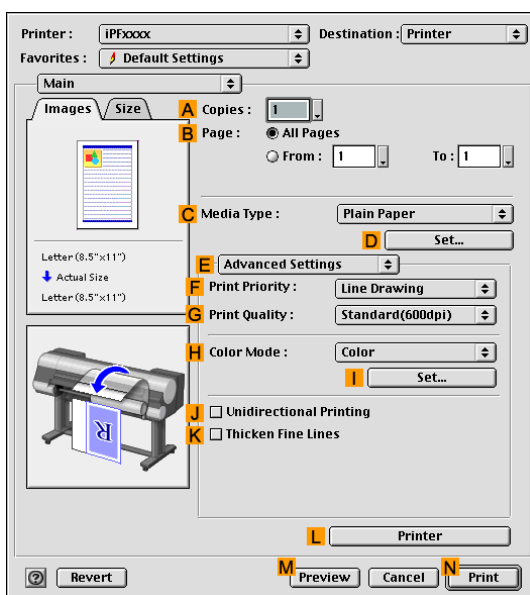 Printer : iPFxxxx Destination : Printer
Favorites : Default Settings
Main
Images Size
A Copies : 1
B Page : All Pages
From : 1 To : 1
C Media Type : Plain Paper
D Set...
Letter (8.5"x11")
Actual Size
Letter (8.5"x11")
E Advanced Settings
F Print Priority : Line Drawing
G Print Quality : Standard(600dpi)
H Color Mode : Color
I Set...
R
J Unidirectional Printing
K Thicken Fine Lines
L Printer
? Revert M Preview Cancel N Print